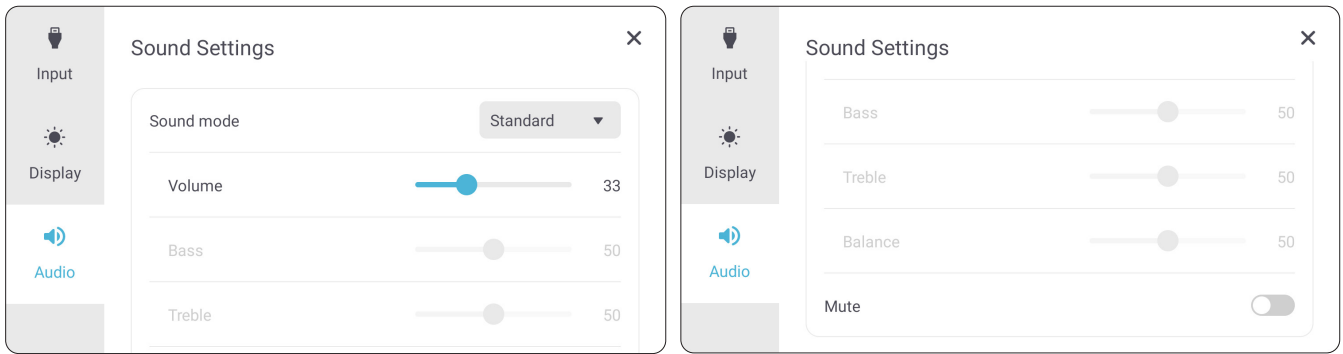 Input
Display
Audio
Sound Settings
Sound mode Standard
Volume 33
Bass 50
Treble 50
Input
Display
Audio
Sound Settings
Bass 50
Treble 50
Balance 50
Mute